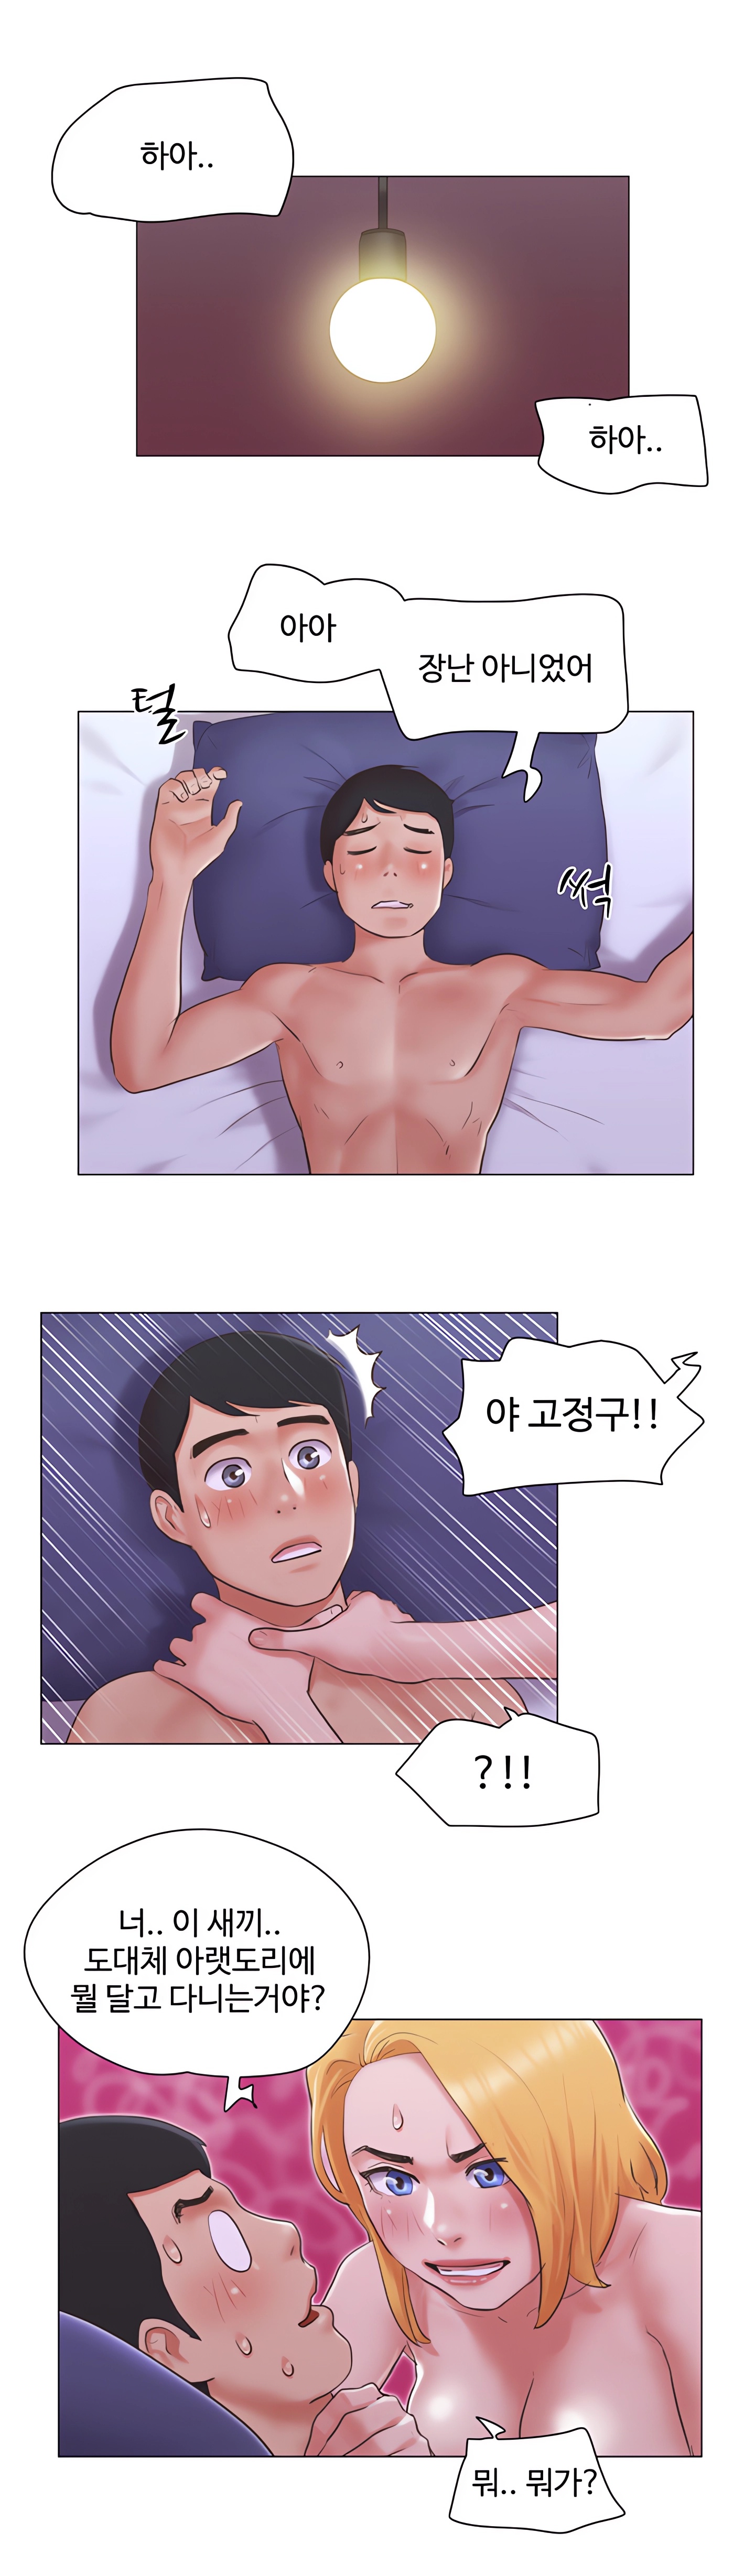 하아..
하아..
아아
장난 아니었어
털
썩
야 고정구!!
?!!
너.. 이 새끼..
도대체 아랫도리에
뭘 달고 다니는거야?
뭐.. 뭐가?